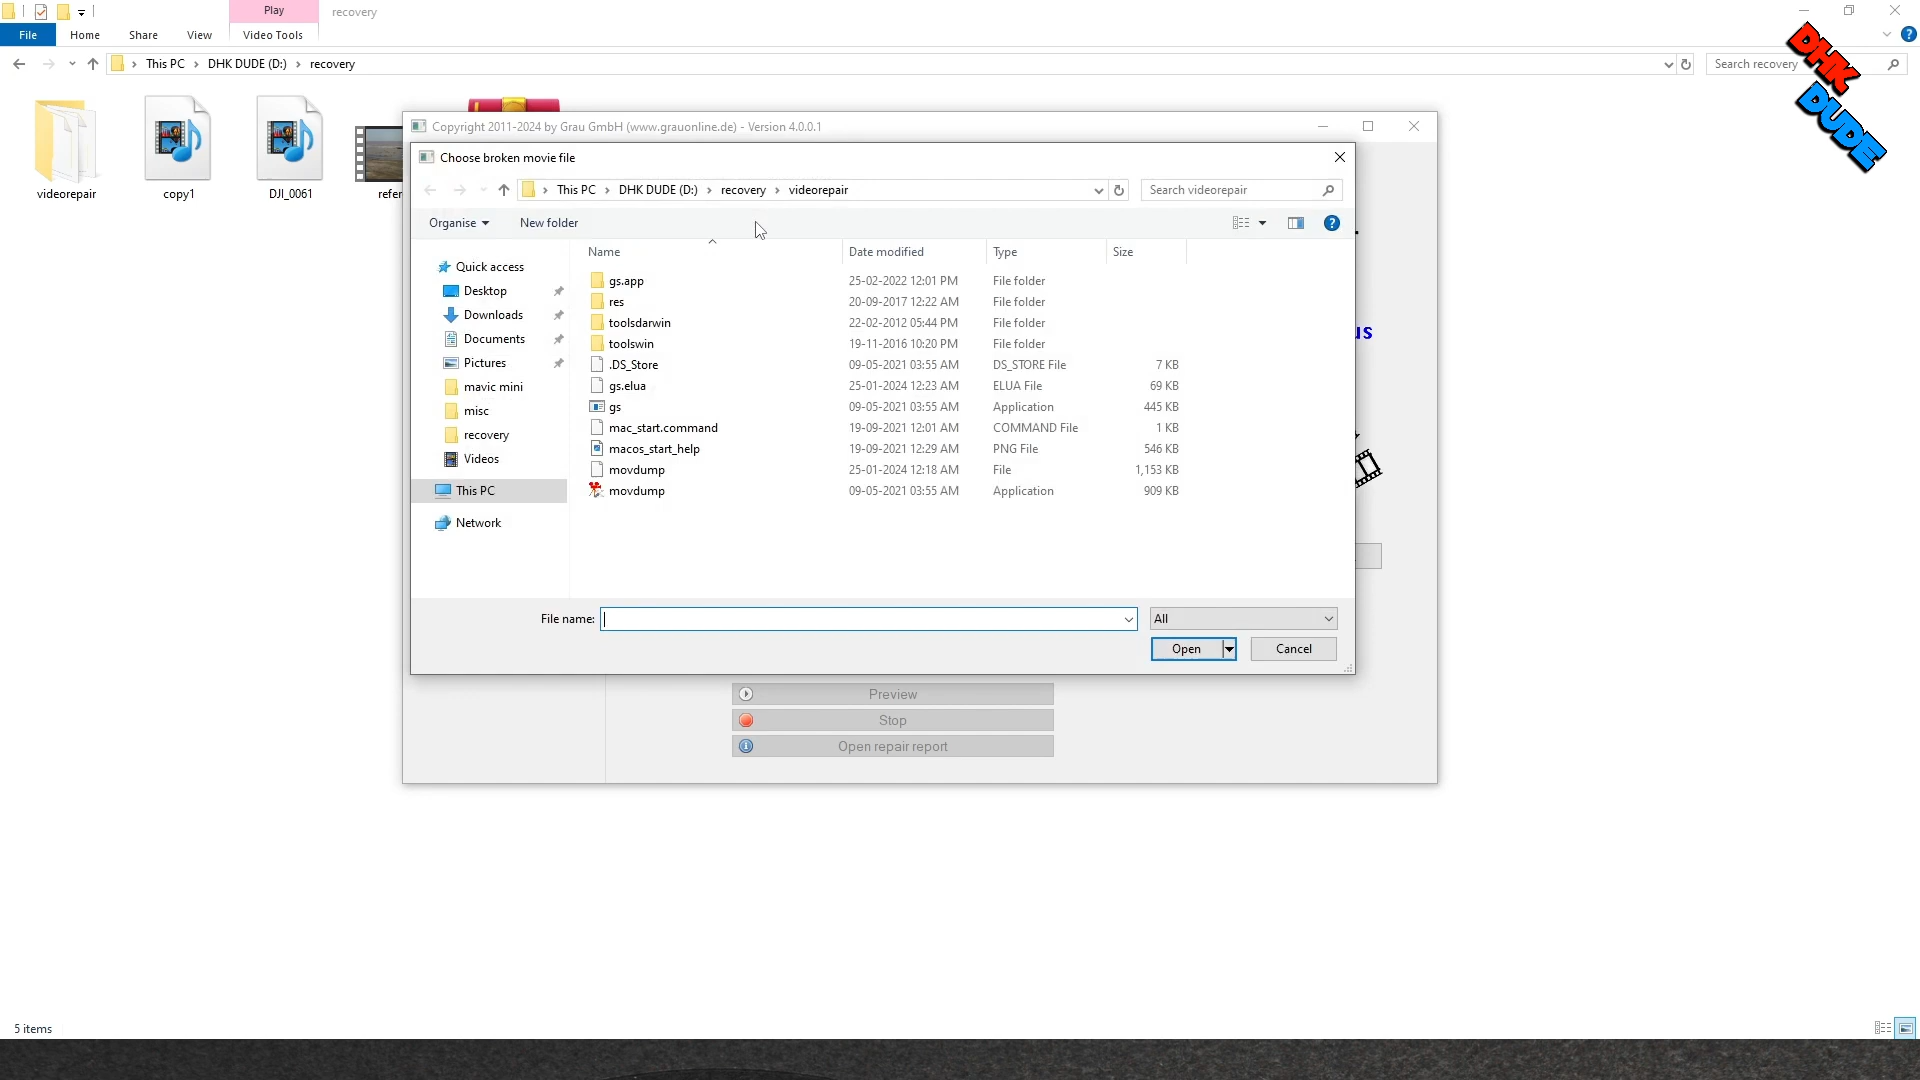 Play
recovery
File
Home
Share
View
Video Tools
This PC
DHK DUDE (D:)
recovery
Search recovery
DHK
DUDE
videorepair
copy1
DJI_0061
refer
Copyright 2011-2024 by Grau GmbH (www.grauonline.de) - Version 4.0.0.1
Choose broken movie file
This PC
DHK DUDE (D:)
recovery
videorepair
Search videorepair
Organise
New folder
Name
Date modified
Type
Size
Quick access
Desktop
Downloads
Documents
Pictures
mavic mini
misc
recovery
Videos
This PC
Network
gs.app 25-02-2022 12:01 PM File folder
res 20-09-2017 12:22 AM File folder
toolsdarwin 22-02-2012 05:44 PM File folder
toolswin 19-11-2016 10:20 PM File folder
.DS_Store 09-05-2021 03:55 AM DS_STORE File 7 KB
gs.elua 25-01-2024 12:23 AM ELUA File 69 KB
gs 09-05-2021 03:55 AM Application 445 KB
mac_start.command 19-09-2021 12:01 AM COMMAND File 1 KB
macos_start_help 19-09-2021 12:29 AM PNG File 546 KB
movdump 25-01-2024 12:18 AM File 1,153 KB
movdump 09-05-2021 03:55 AM Application 909 KB
us
File name:
All
Open
Cancel
Preview
Stop
Open repair report
5 items